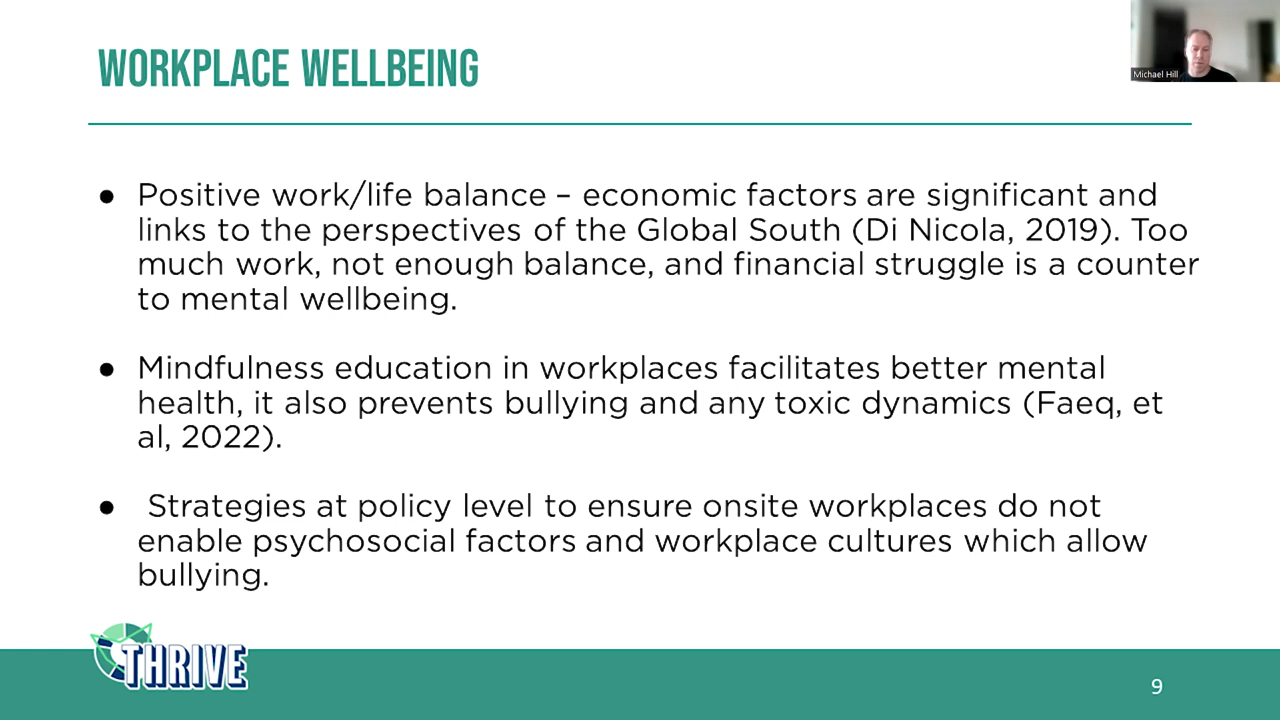 WORKPLACE WELLBEING
Michael Hill
● Positive work/life balance – economic factors are significant and
links to the perspectives of the Global South (Di Nicola, 2019). Too
much work, not enough balance, and financial struggle is a counter
to mental wellbeing.
● Mindfulness education in workplaces facilitates better mental
health, it also prevents bullying and any toxic dynamics (Faeq, et
al, 2022).
● Strategies at policy level to ensure onsite workplaces do not
enable psychosocial factors and workplace cultures which allow
bullying.
THRIVE
9